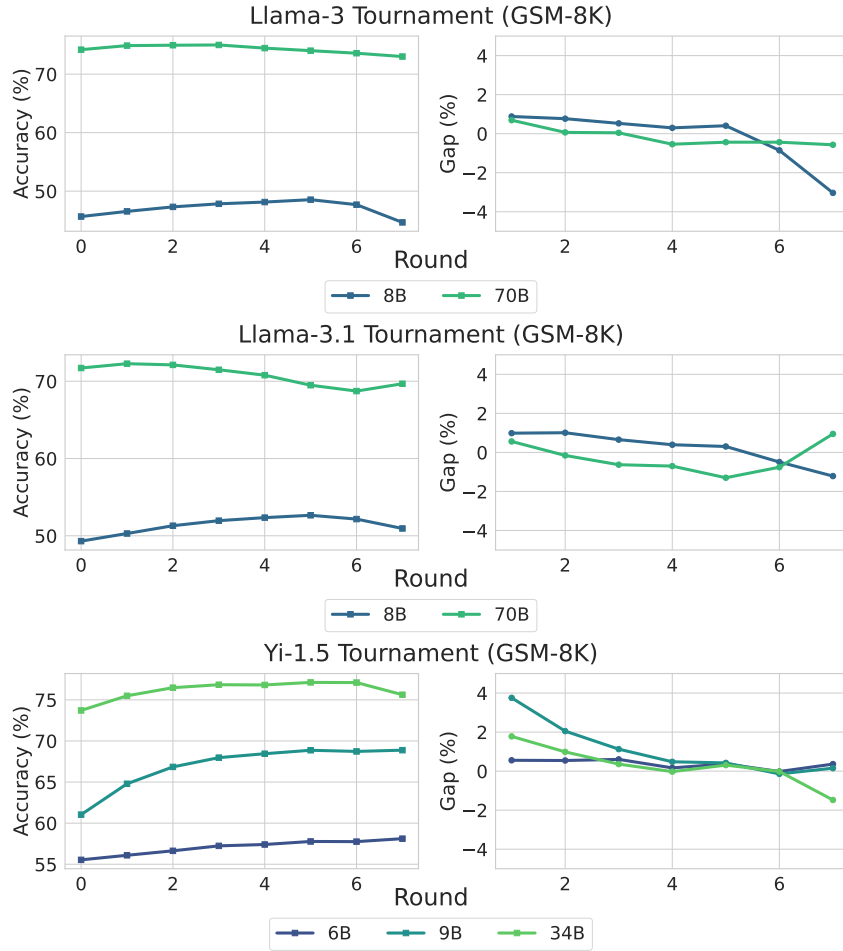 Llama-3 Tournament (GSM-8K)
Accuracy (%)
70
60
50
0 2 4 6
Gap (%)
4
2
0
−2
−4
2 4 6
Round
8B 70B
Llama-3.1 Tournament (GSM-8K)
Accuracy (%)
70
60
50
0 2 4 6
Gap (%)
4
2
0
−2
−4
2 4 6
Round
8B 70B
Yi-1.5 Tournament (GSM-8K)
Accuracy (%)
75
70
65
60
55
0 2 4 6
Gap (%)
4
2
0
−2
−4
2 4 6
Round
6B 9B 34B